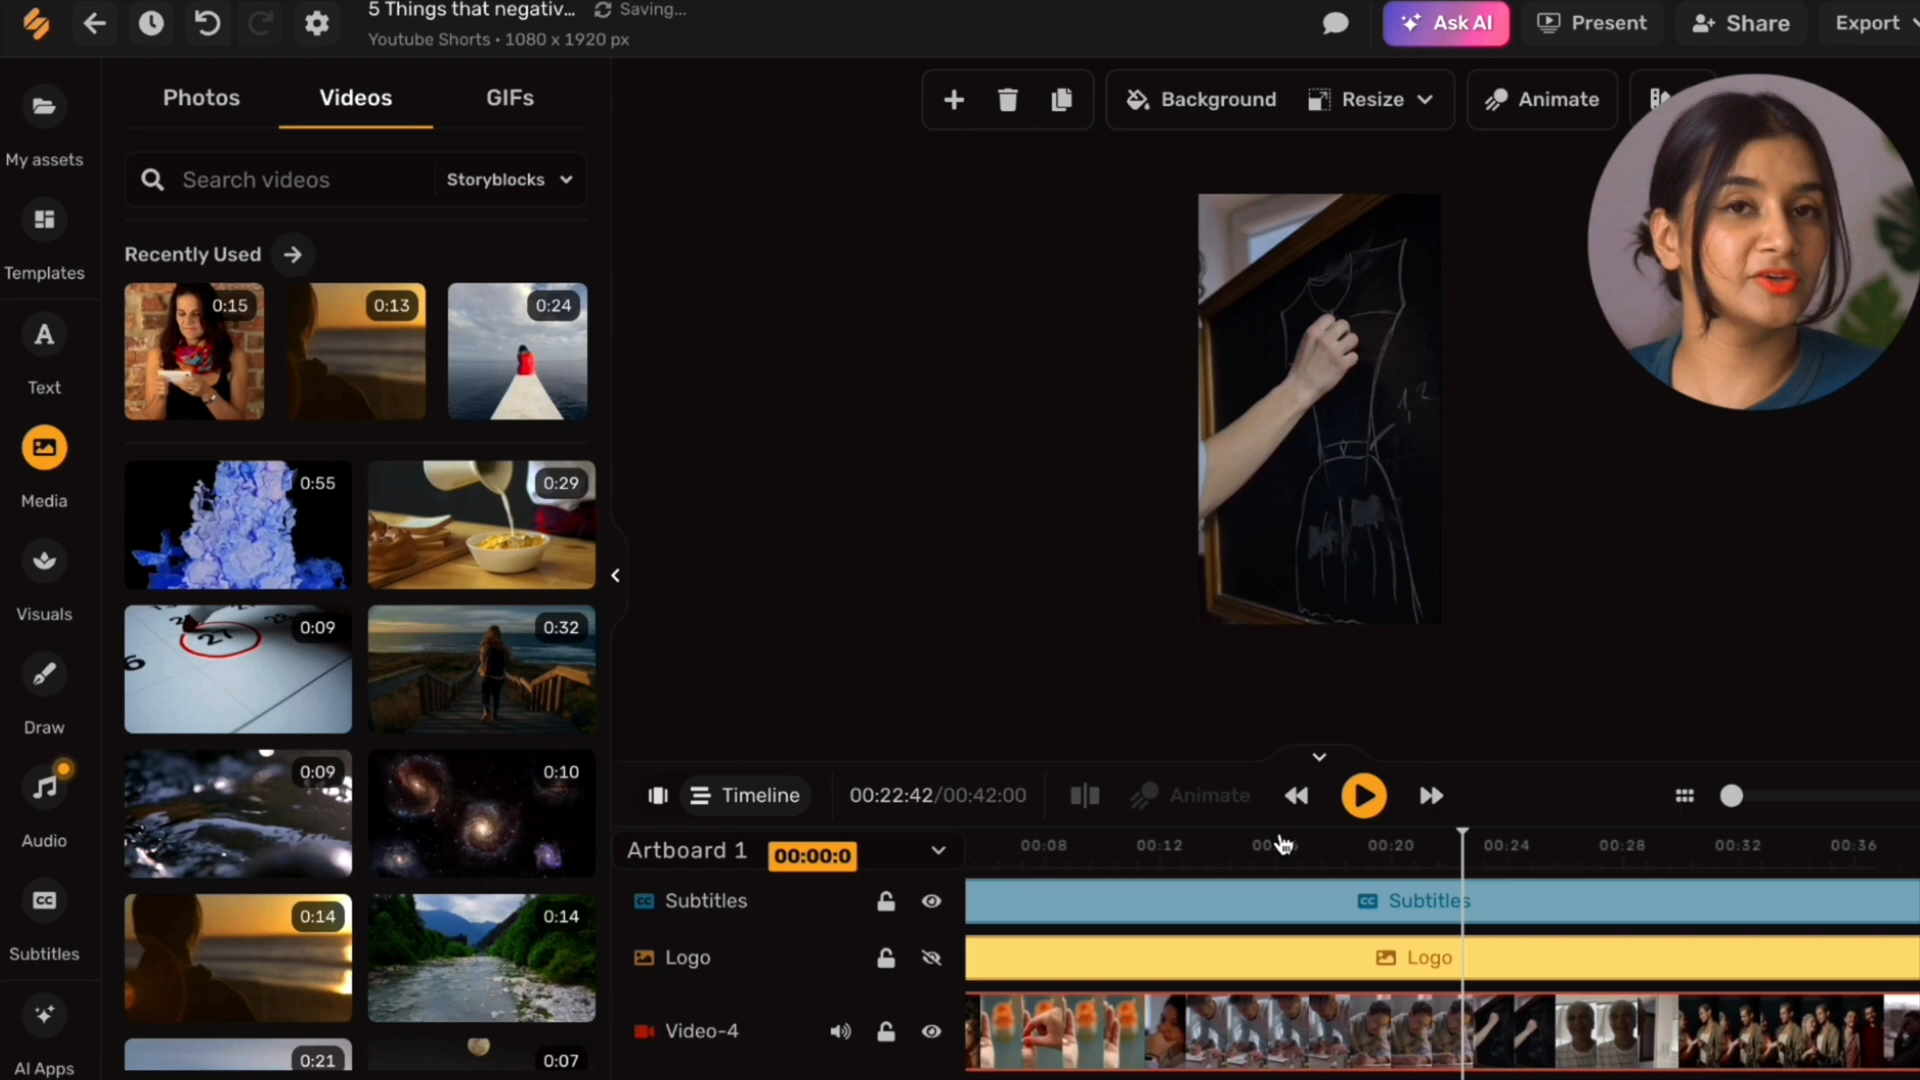 5 Things that negativ...
Saving...
Youtube Shorts • 1080 x 1920 px
Ask AI
Present
Share
Export
My assets
Templates
Text
Media
Visuals
Draw
Audio
Subtitles
AI Apps
Photos
Videos
GIFs
Search videos
Storyblocks
Recently Used
0:15
0:13
0:24
0:55
0:29
0:09
0:32
0:09
0:10
0:14
0:14
0:21
0:07
Background
Resize
Animate
Timeline
00:22:42/00:42:00
Animate
Artboard 1
00:00:0
00:08
00:12
00:20
00:24
00:28
00:32
00:36
CC
Subtitles
CC
Subtitles
Logo
Logo
Video-4